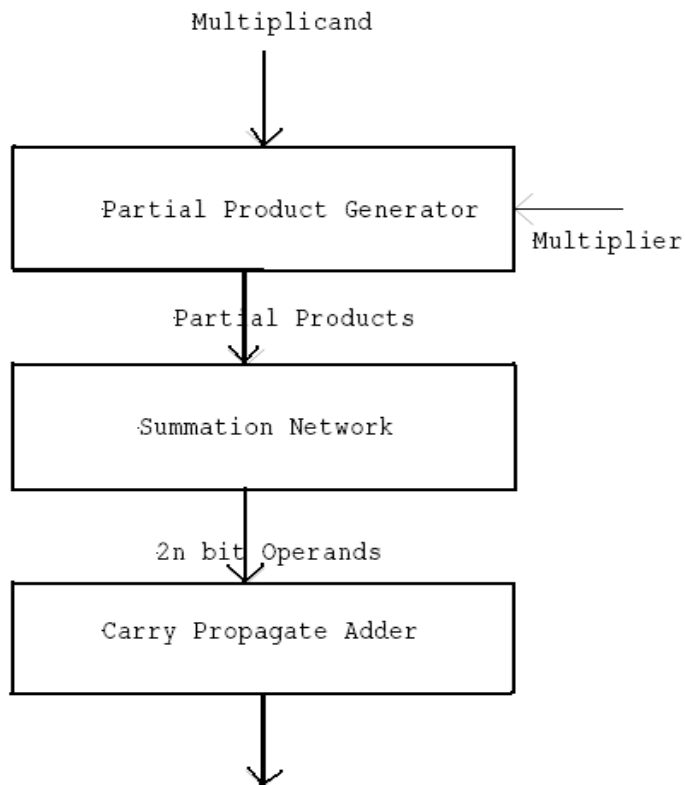 Multiplicand
Partial Product Generator
Multiplier
Partial Products
Summation Network
2n bit Operands
Carry Propagate Adder